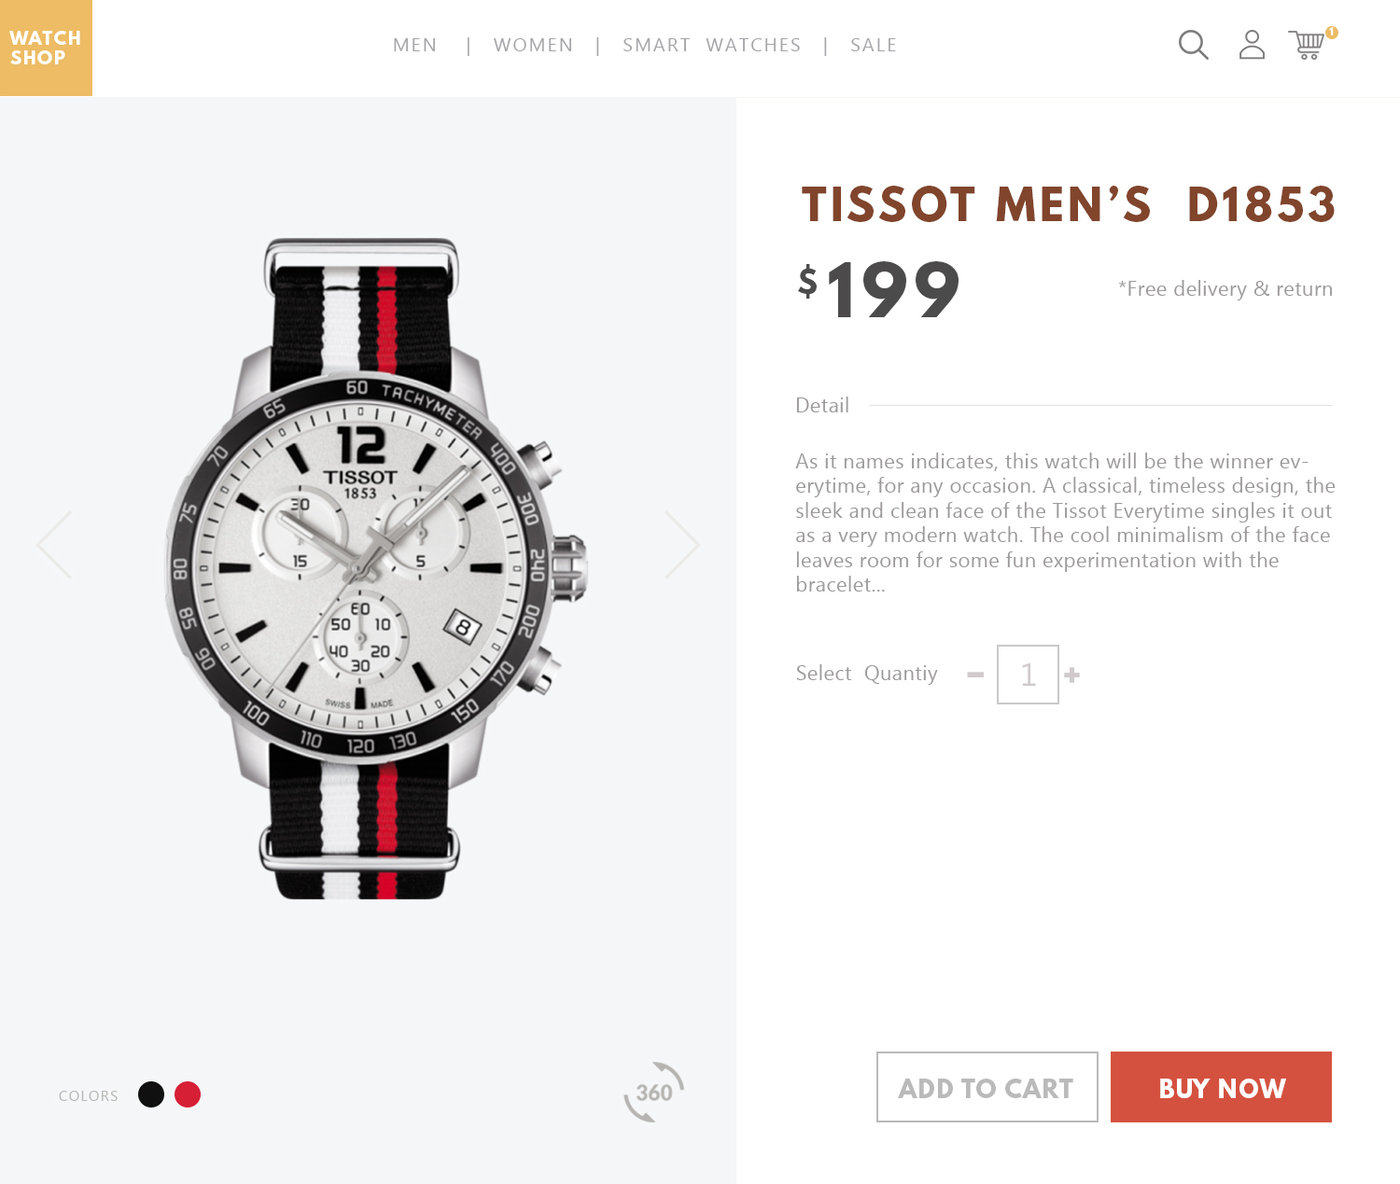 WATCH
SHOP
MEN | WOMEN | SMART WATCHES | SALE
1
TISSOT MEN’S D1853
$199
*Free delivery & return
Detail
As it names indicates, this watch will be the winner ev-
erytime, for any occasion. A classical, timeless design, the
sleek and clean face of the Tissot Everytime singles it out
as a very modern watch. The cool minimalism of the face
leaves room for some fun experimentation with the
bracelet...
Select Quantiy
1
ADD TO CART
BUY NOW
60 TACHYMETER 400 300 240 200 170 150 130 120 110 100 90 85 80 75 70 65
12
TISSOT
1853
30
15
5
60
50 10
40 20
30
8
SWISS MADE
COLORS
360